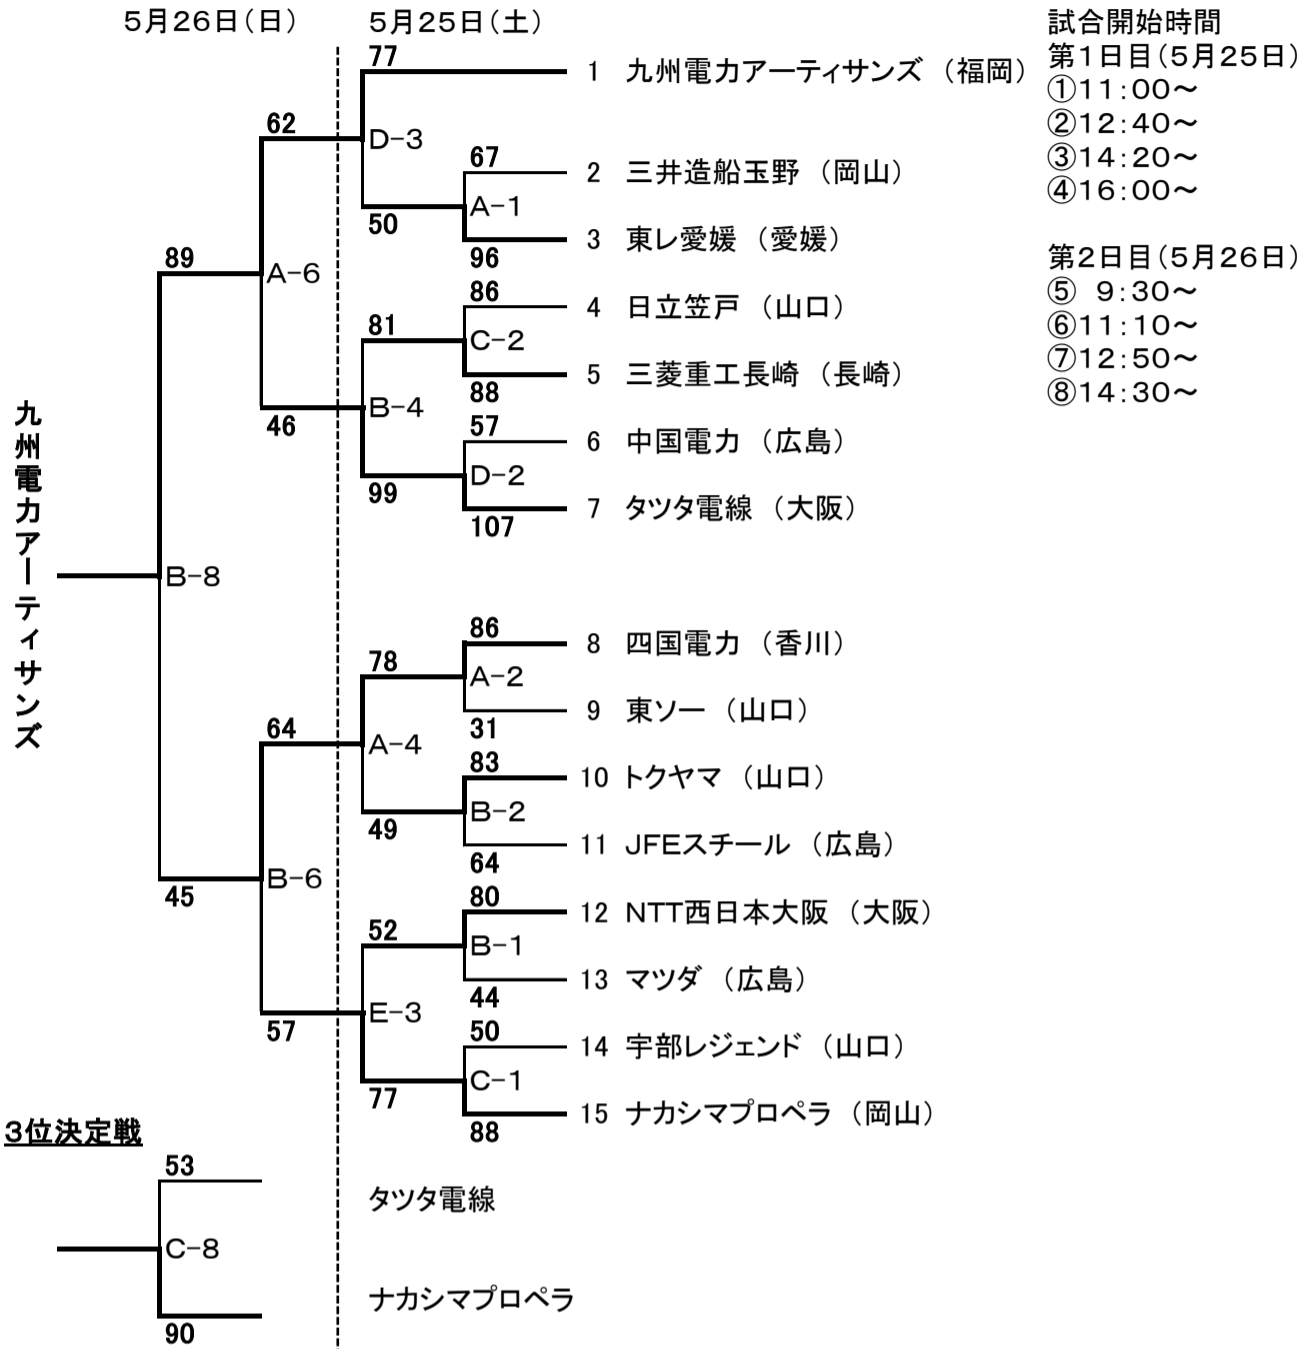 5月26日(日)
5月25日(土)
試合開始時間
第1日目(5月25日)
①11:00～
②12:40～
③14:20～
④16:00～
第2日目(5月26日)
⑤ 9:30～
⑥11:10～
⑦12:50～
⑧14:30～
77
1 九州電力アーティサンズ (福岡)
62
D-3
67
2 三井造船玉野 (岡山)
A-1
50
3 東レ愛媛 (愛媛)
96
89
A-6
86
4 日立笠戸 (山口)
81
C-2
5 三菱重工長崎 (長崎)
88
46
B-4
57
6 中国電力 (広島)
D-2
99
7 タツタ電線 (大阪)
107
九州電力アーティサンズ
B-8
86
8 四国電力 (香川)
78
A-2
9 東ソー (山口)
31
64
A-4
83
10 トクヤマ (山口)
B-2
49
11 JFEスチール (広島)
64
45
B-6
80
12 NTT西日本大阪 (大阪)
52
B-1
13 マツダ (広島)
44
57
E-3
50
14 宇部レジェンド (山口)
C-1
77
15 ナカシマプロペラ (岡山)
88
3位決定戦
53
タツタ電線
C-8
ナカシマプロペラ
90